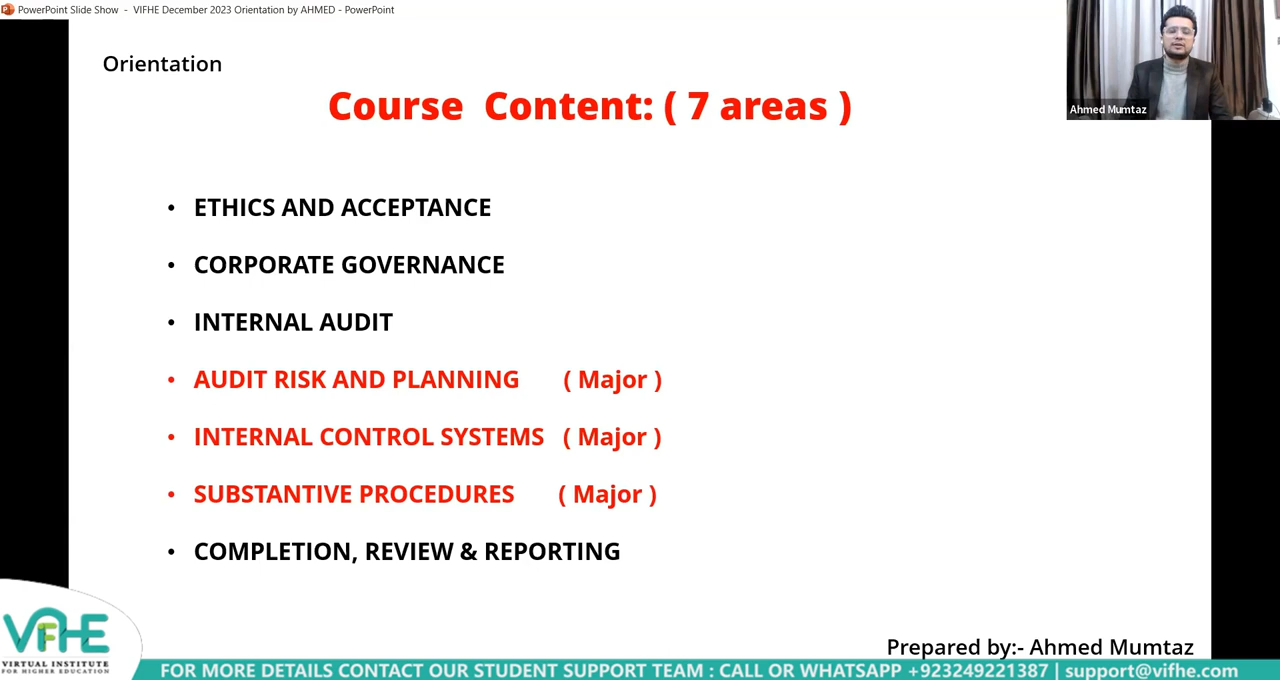 PowerPoint Slide Show - VIFHE December 2023 Orientation by AHMED - PowerPoint
Orientation
Course Content: ( 7 areas )
Ahmed Mumtaz
• ETHICS AND ACCEPTANCE
• CORPORATE GOVERNANCE
• INTERNAL AUDIT
• AUDIT RISK AND PLANNING ( Major )
• INTERNAL CONTROL SYSTEMS ( Major )
• SUBSTANTIVE PROCEDURES ( Major )
• COMPLETION, REVIEW & REPORTING
Prepared by:- Ahmed Mumtaz
VIFHE
VIRTUAL INSTITUTE
FOR HIGHER EDUCATION
FOR MORE DETAILS CONTACT OUR STUDENT SUPPORT TEAM : CALL OR WHATSAPP +923249221387 | support@vifhe.com